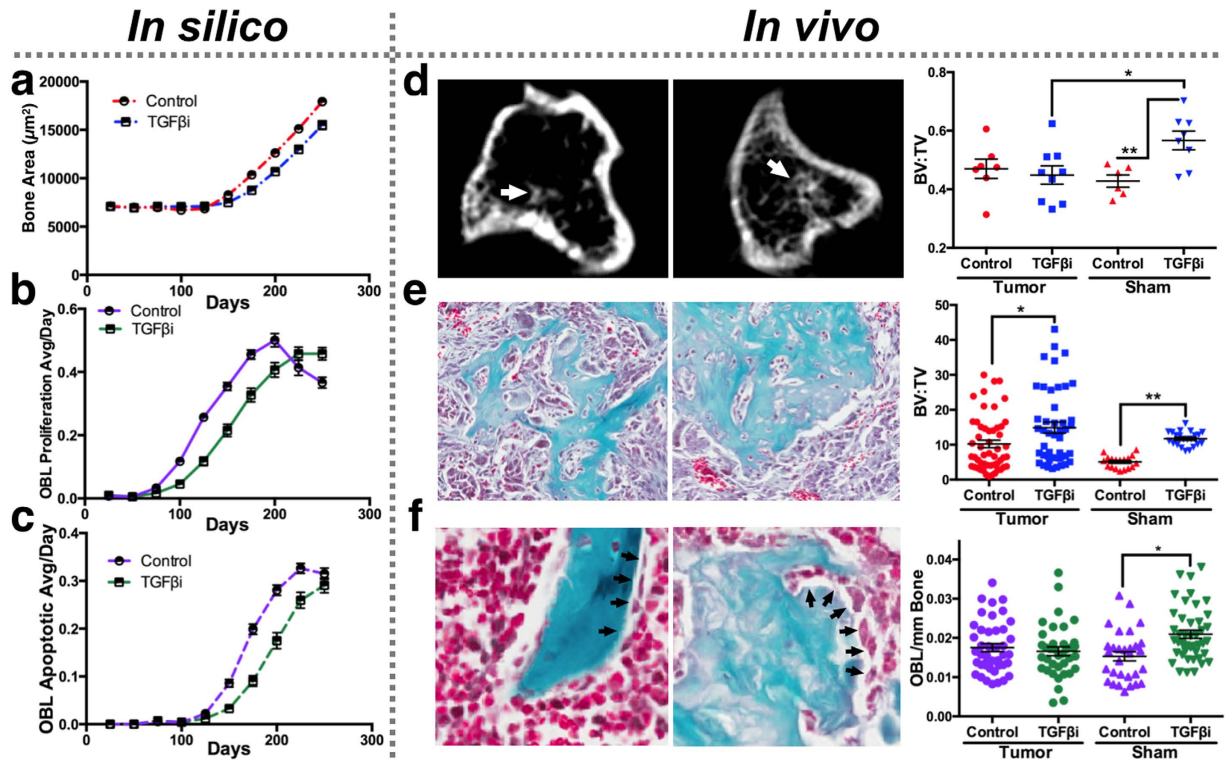 In silico
In vivo
a
Bone Area (µm²)
20000
15000
10000
5000
0
Control
TGFβi
0
100
200
300
Days
b
OBL Proliferation Avg/Day
0.6
0.4
0.2
0.0
Control
TGFβi
0
100
200
300
Days
c
OBL Apoptotic Avg/Day
0.4
0.3
0.2
0.1
0.0
Control
TGFβi
0
100
200
300
Days
d
BV:TV
0.8
0.6
0.4
0.2
*
**
Control TGFβi Control TGFβi
Tumor Sham
e
BV:TV
50
40
30
20
10
0
*
**
Control TGFβi Control TGFβi
Tumor Sham
f
OBL/mm Bone
0.04
0.03
0.02
0.01
0.00
*
Control TGFβi Control TGFβi
Tumor Sham